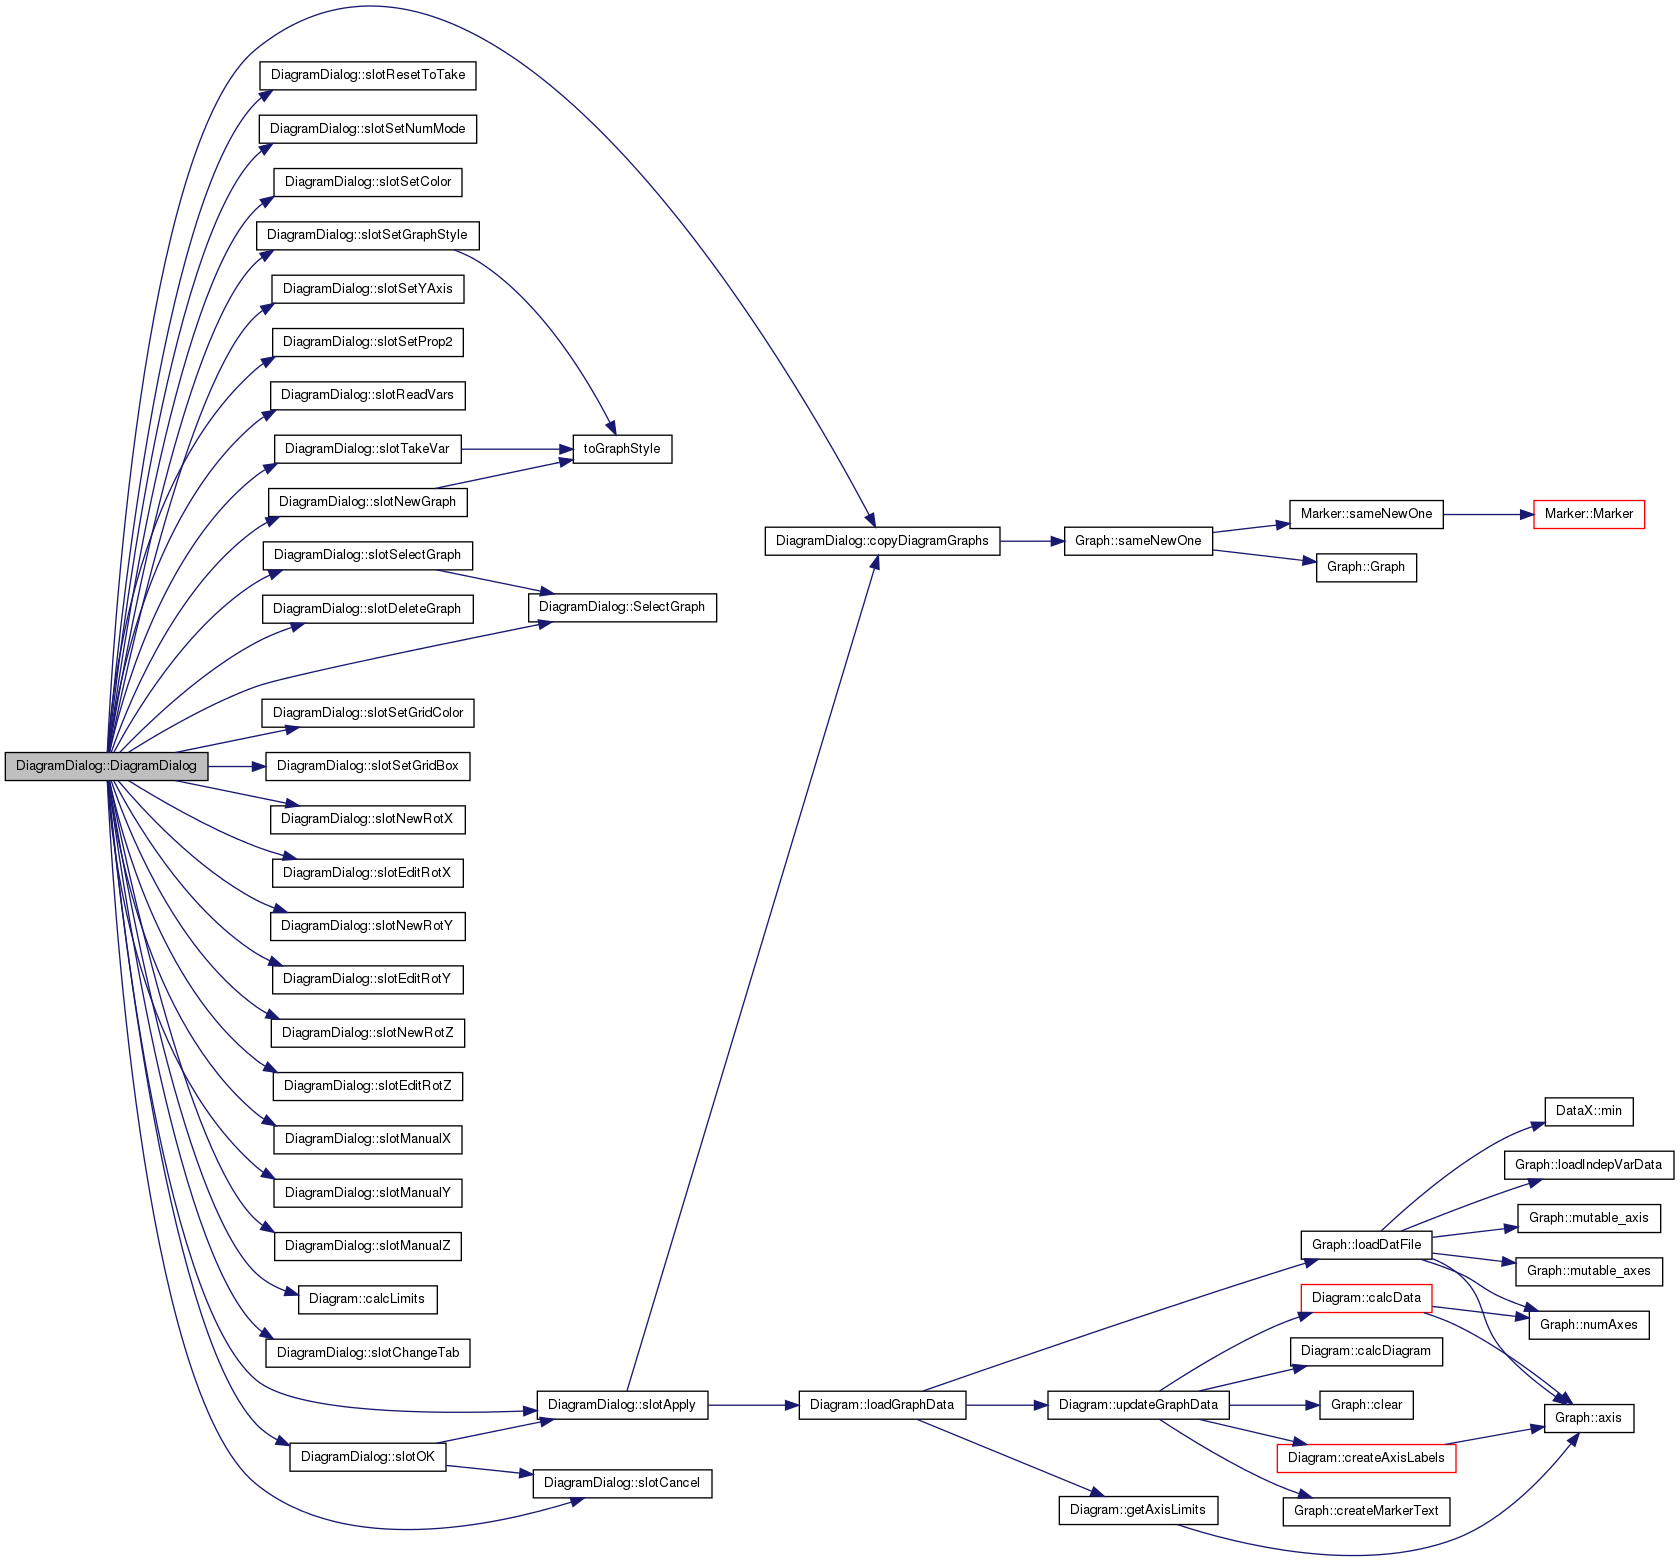 DiagramDialog::DiagramDialog
DiagramDialog::slotResetToTake
DiagramDialog::slotSetNumMode
DiagramDialog::slotSetColor
DiagramDialog::slotSetGraphStyle
DiagramDialog::slotSetYAxis
DiagramDialog::slotSetProp2
DiagramDialog::slotReadVars
DiagramDialog::slotTakeVar
DiagramDialog::slotNewGraph
DiagramDialog::slotSelectGraph
DiagramDialog::slotDeleteGraph
DiagramDialog::slotSetGridColor
DiagramDialog::slotSetGridBox
DiagramDialog::slotNewRotX
DiagramDialog::slotEditRotX
DiagramDialog::slotNewRotY
DiagramDialog::slotEditRotY
DiagramDialog::slotNewRotZ
DiagramDialog::slotEditRotZ
DiagramDialog::slotManualX
DiagramDialog::slotManualY
DiagramDialog::slotManualZ
Diagram::calcLimits
DiagramDialog::slotChangeTab
DiagramDialog::slotOK
toGraphStyle
DiagramDialog::SelectGraph
DiagramDialog::slotApply
DiagramDialog::slotCancel
DiagramDialog::copyDiagramGraphs
Diagram::loadGraphData
Graph::sameNewOne
Diagram::updateGraphData
Diagram::getAxisLimits
Marker::sameNewOne
Graph::Graph
Graph::loadDatFile
Diagram::calcData
Diagram::calcDiagram
Graph::clear
Diagram::createAxisLabels
Graph::createMarkerText
Marker::Marker
DataX::min
Graph::loadIndepVarData
Graph::mutable_axis
Graph::mutable_axes
Graph::numAxes
Graph::axis